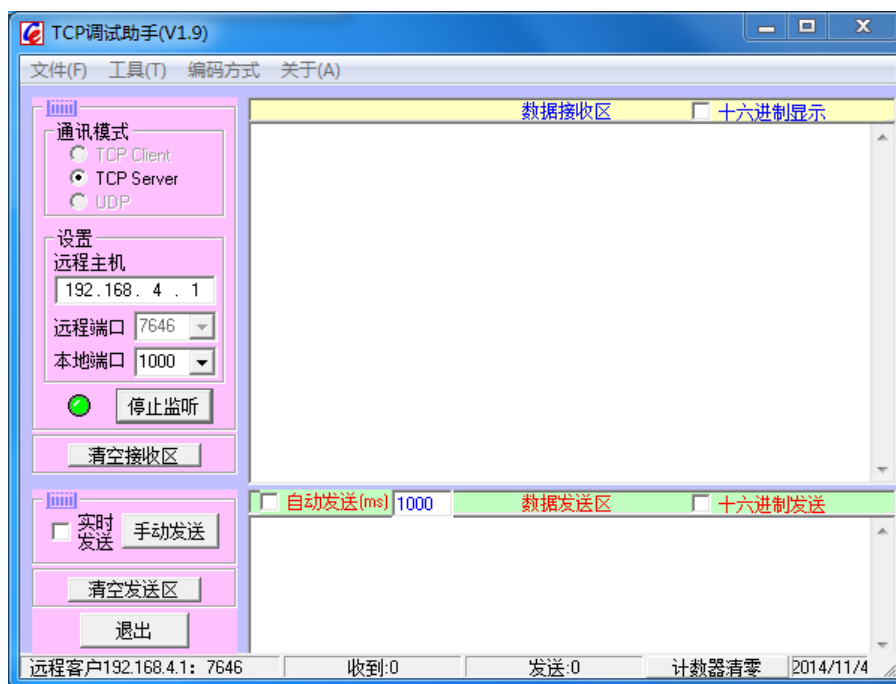 TCP调试助手(V1.9)
文件(F) 工具(T) 编码方式 关于(A)
通讯模式
TCP Client
TCP Server
UDP
设置
远程主机
192.168. 4 . 1
远程端口 7646
本地端口 1000
停止监听
清空接收区
数据接收区 十六进制显示
自动发送(ms) 1000 数据发送区 十六进制发送
实时发送 手动发送
清空发送区
退出
远程客户192.168.4.1: 7646 收到:0 发送:0 计数器清零 2014/11/4